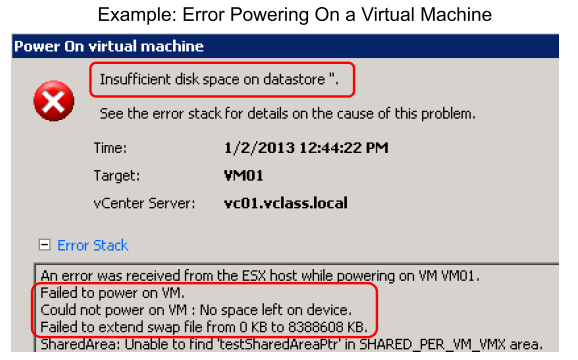 Example: Error Powering On a Virtual Machine
Power On virtual machine
Insufficient disk space on datastore ''.
See the error stack for details on the cause of this problem.
Time: 1/2/2013 12:44:22 PM
Target: VM01
vCenter Server: vc01.vclass.local
Error Stack
An error was received from the ESX host while powering on VM VM01.
Failed to power on VM.
Could not power on VM : No space left on device.
Failed to extend swap file from 0 KB to 8388608 KB.
SharedArea: Unable to find 'testSharedAreaPtr' in SHARED_PER_VM_VMX area.